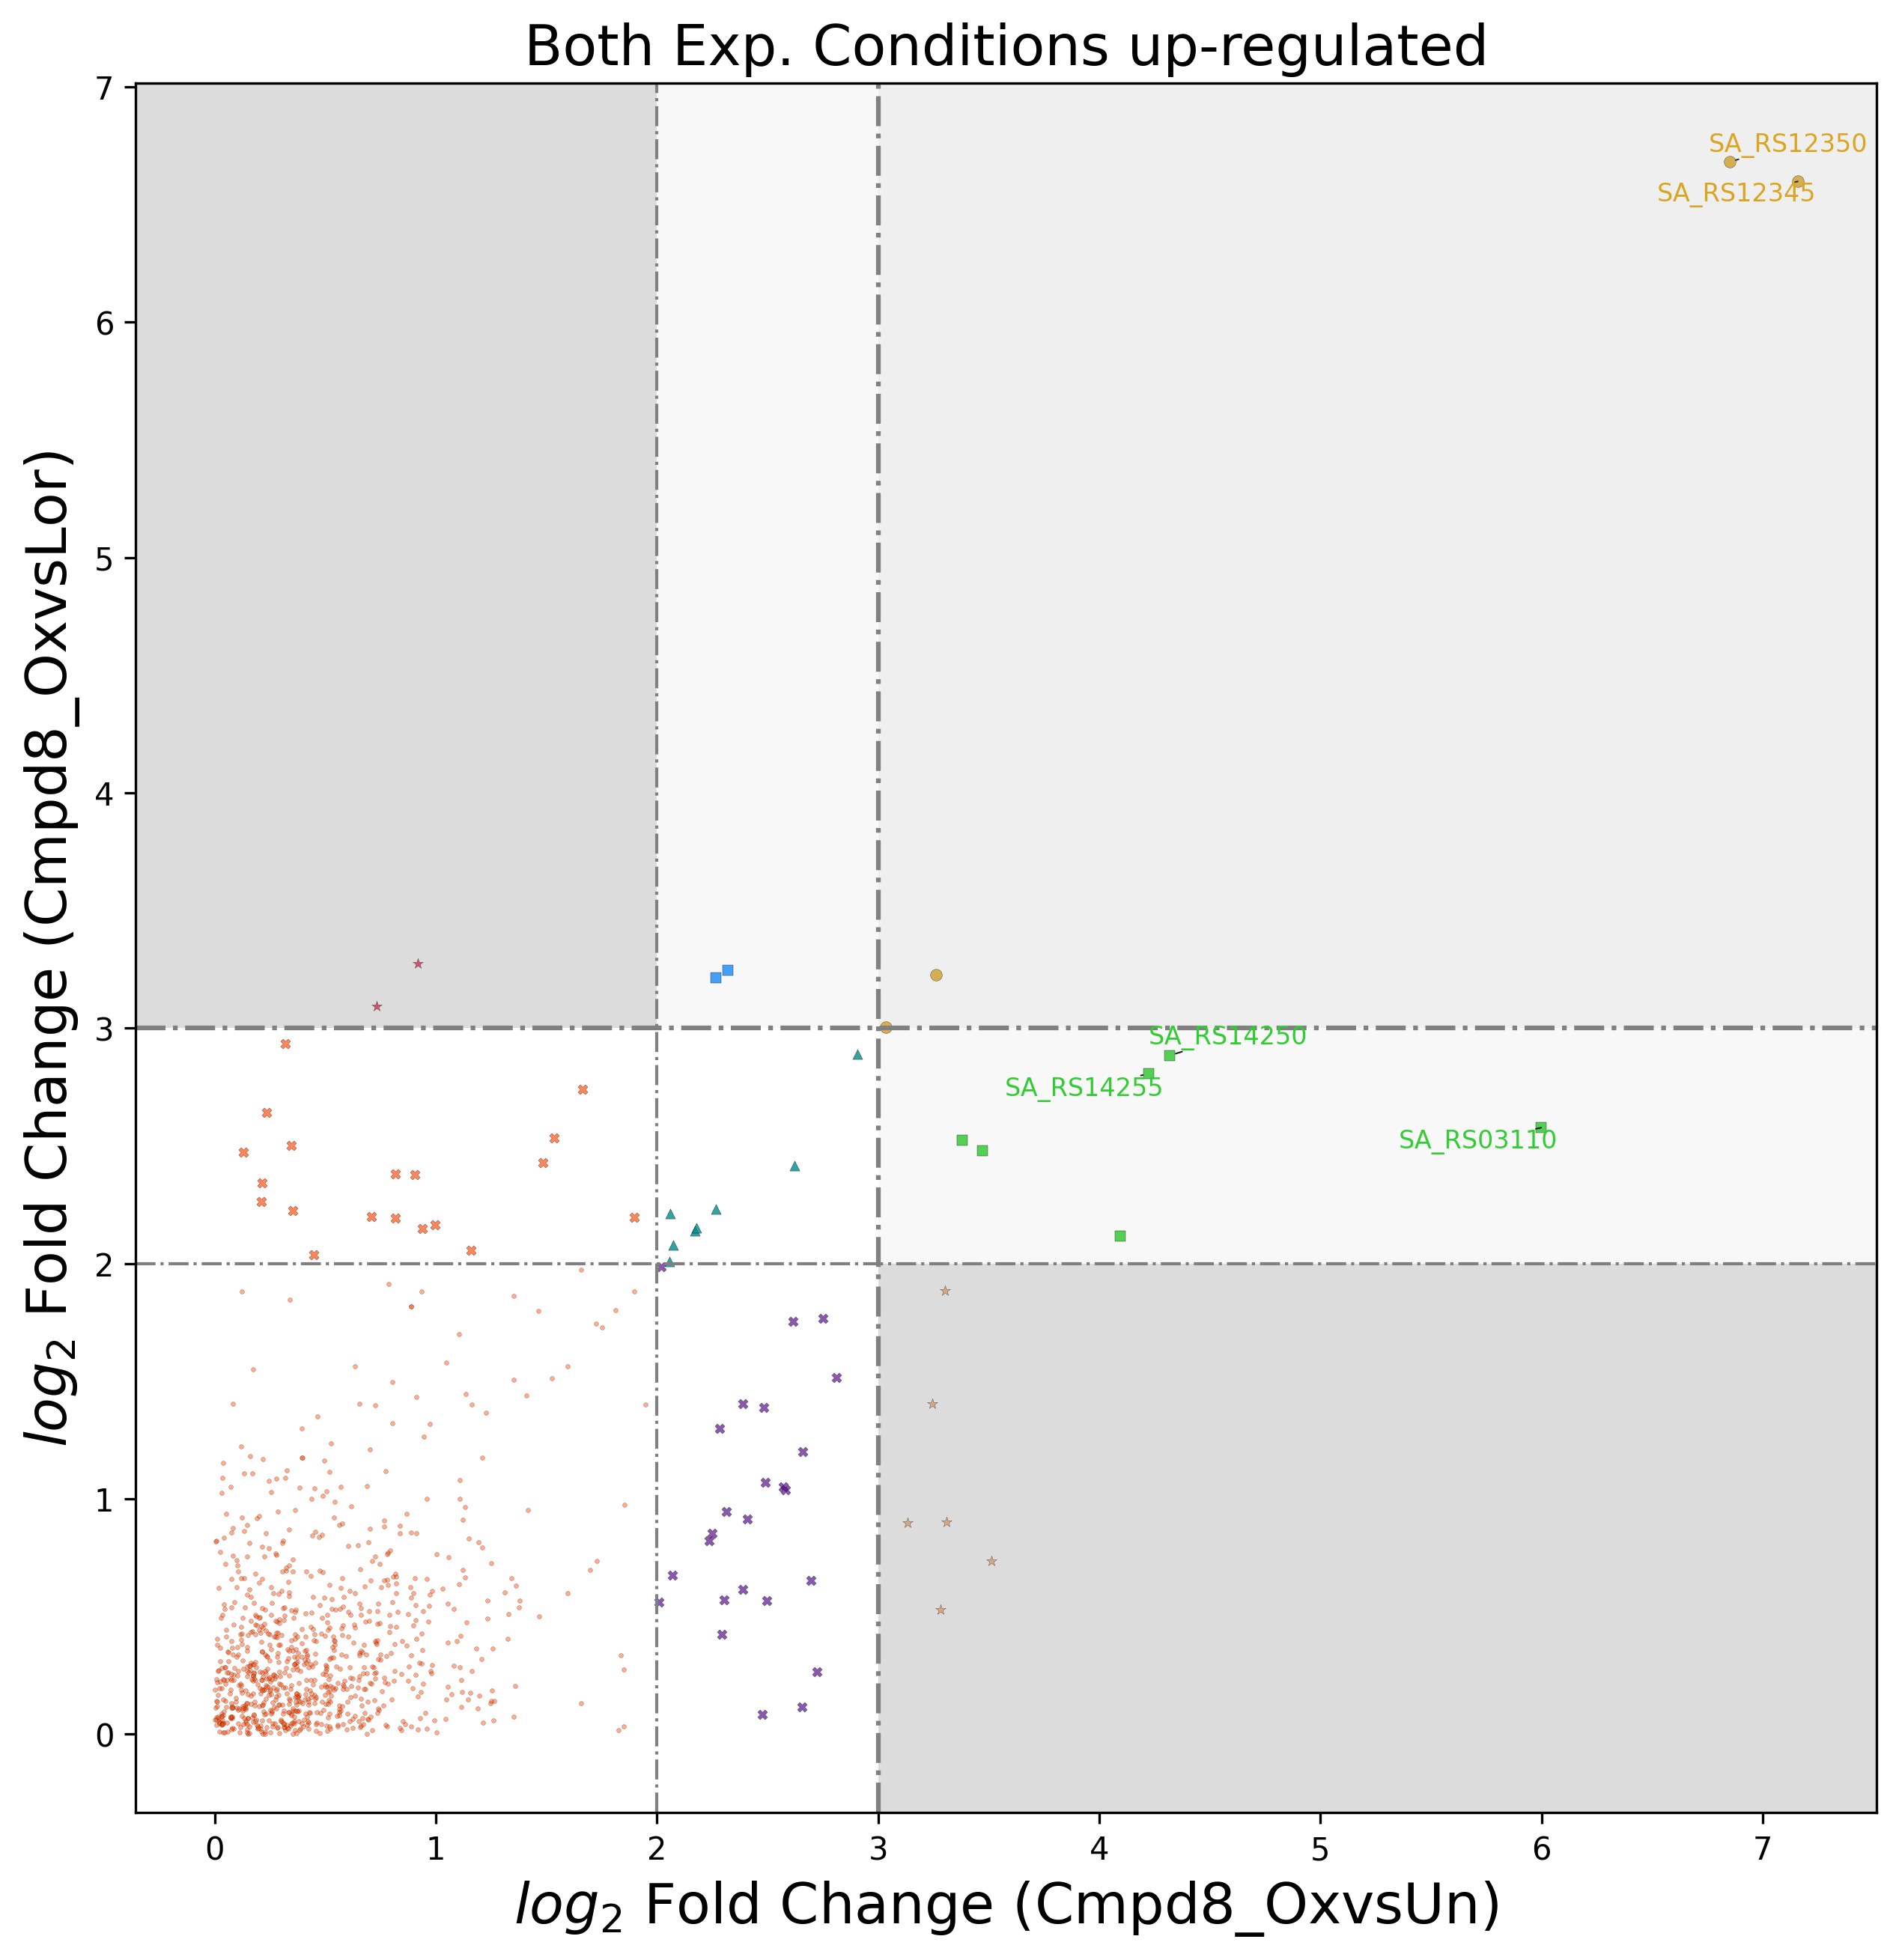 Both Exp. Conditions up-regulated
7
6
5
4
3
2
1
0
log2 Fold Change (Cmpd8_OxvsLor)
SA_RS12350
SA_RS12345
SA_RS14250
SA_RS14255
SA_RS03110
0 1 2 3 4 5 6 7
log2 Fold Change (Cmpd8_OxvsUn)